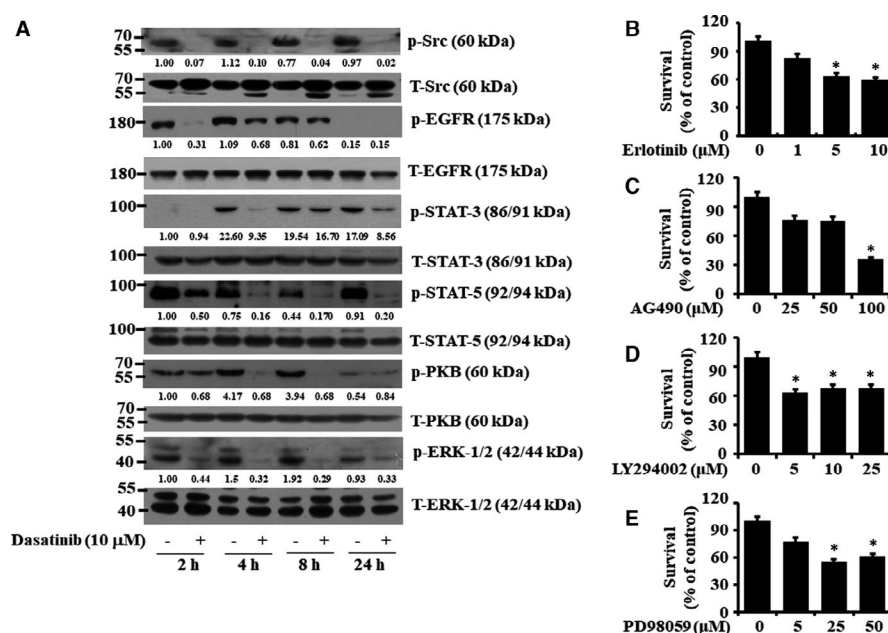 A
70
55
p-Src (60 kDa)
1.00 0.07 1.12 0.10 0.77 0.04 0.97 0.02
70
55
T-Src (60 kDa)
180
p-EGFR (175 kDa)
1.00 0.31 1.09 0.68 0.81 0.62 0.15 0.15
180
T-EGFR (175 kDa)
100
p-STAT-3 (86/91 kDa)
1.00 0.94 22.60 9.35 19.54 16.70 17.09 8.56
100
T-STAT-3 (86/91 kDa)
100
p-STAT-5 (92/94 kDa)
1.00 0.50 0.75 0.16 0.44 0.170 0.91 0.20
100
T-STAT-5 (92/94 kDa)
70
55
p-PKB (60 kDa)
1.00 0.68 4.17 0.68 3.94 0.68 0.54 0.84
70
55
T-PKB (60 kDa)
55
40
p-ERK-1/2 (42/44 kDa)
1.00 0.44 1.5 0.32 1.92 0.29 0.93 0.33
55
40
T-ERK-1/2 (42/44 kDa)
Dasatinib (10 μM) - + - + - + - +
2 h 4 h 8 h 24 h
B
Survival
(% of control)
120
90
60
30
0
* *
Erlotinib (μM) 0 1 5 10
C
Survival
(% of control)
120
90
60
30
0
*
0 25 50 100
AG490 (μM)
D
Survival
(% of control)
120
90
60
30
0
* * *
LY294002 (μM) 0 5 10 25
E
Survival
(% of control)
120
90
60
30
0
* *
PD98059 (μM) 0 5 25 50